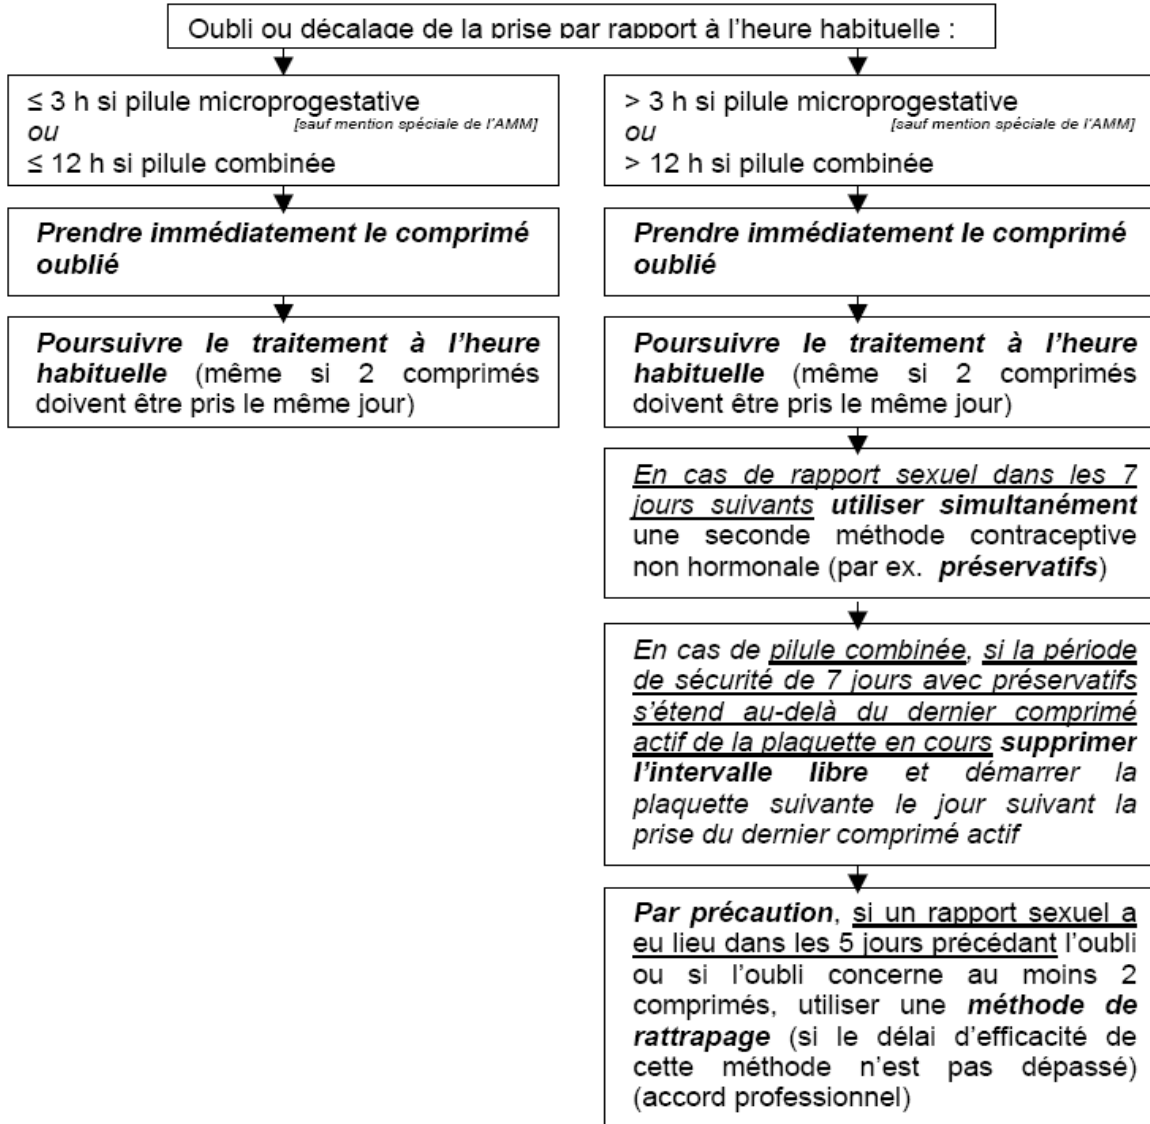 Oubli ou décalage de la prise par rapport à l'heure habituelle :
≤ 3 h si pilule microprogestative
[sauf mention spéciale de l'AMM]
ou
≤ 12 h si pilule combinée
Prendre immédiatement le comprimé
oublié
Poursuivre le traitement à l'heure
habituelle (même si 2 comprimés
doivent être pris le même jour)
> 3 h si pilule microprogestative
[sauf mention spéciale de l'AMM]
ou
> 12 h si pilule combinée
Prendre immédiatement le comprimé
oublié
Poursuivre le traitement à l'heure
habituelle (même si 2 comprimés
doivent être pris le même jour)
En cas de rapport sexuel dans les 7
jours suivants utiliser simultanément
une seconde méthode contraceptive
non hormonale (par ex. préservatifs)
En cas de pilule combinée, si la période
de sécurité de 7 jours avec préservatifs
s'étend au-delà du dernier comprimé
actif de la plaquette en cours supprimer
l'intervalle libre et démarrer la
plaquette suivante le jour suivant la
prise du dernier comprimé actif
Par précaution, si un rapport sexuel a
eu lieu dans les 5 jours précédant l'oubli
ou si l'oubli concerne au moins 2
comprimés, utiliser une méthode de
rattrapage (si le délai d'efficacité de
cette méthode n'est pas dépassé)
(accord professionnel)